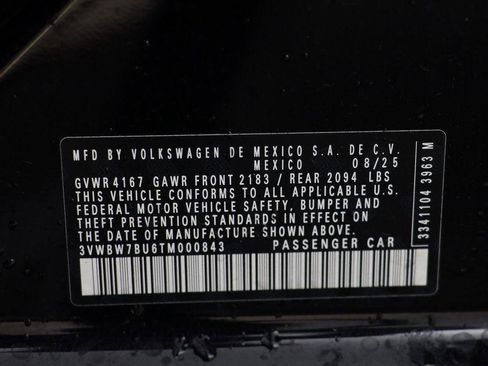 MFD BY VOLKSWAGEN DE MEXICO S.A. DE C.V.
MEXICO 08/25
GVWR 4167 GAWR FRONT 2183 / REAR 2094 LBS
THIS VEHICLE CONFORMS TO ALL APPLICABLE U.S.
FEDERAL MOTOR VEHICLE SAFETY, BUMPER AND
THEFT PREVENTION STANDARDS IN EFFECT ON
THE DATE OF MANUFACTURE SHOWN ABOVE.
3VWBW7BU6TM000843 PASSENGER CAR
33411104 3963 M